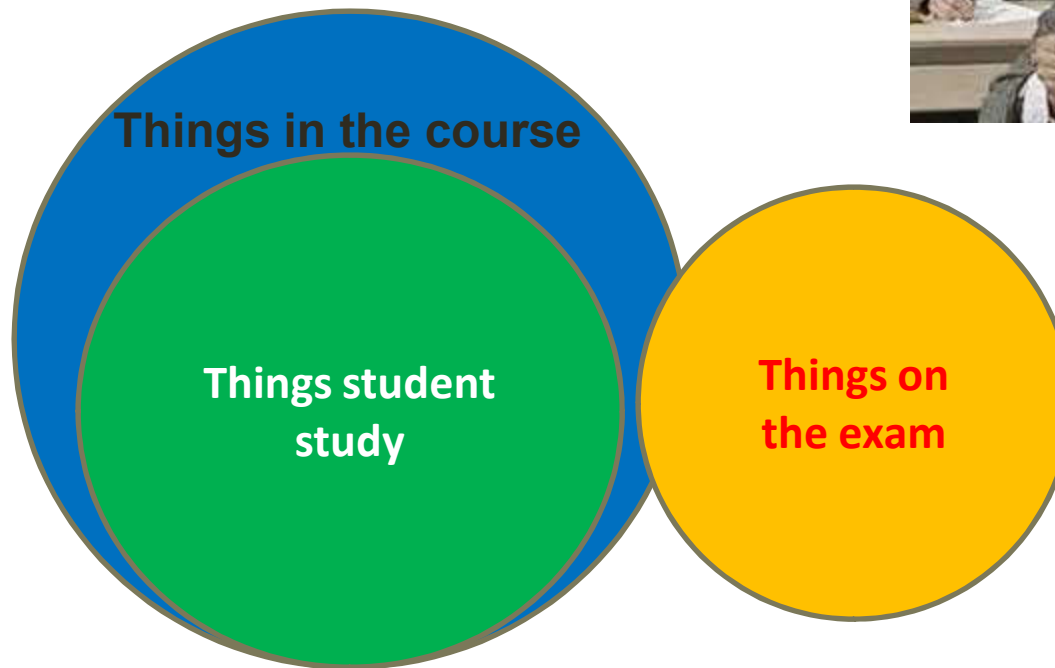 Things in the course
Things student
study
Things on
the exam